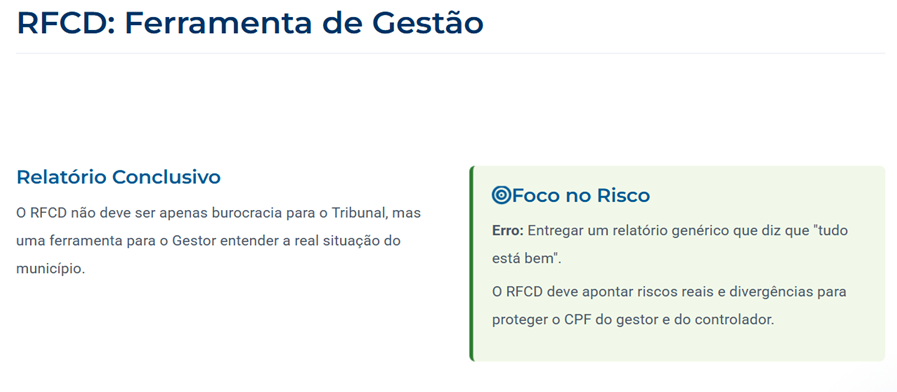 RFCD: Ferramenta de Gestão
Relatório Conclusivo
O RFCD não deve ser apenas burocracia para o Tribunal, mas
uma ferramenta para o Gestor entender a real situação do
município.
Foco no Risco
Erro: Entregar um relatório genérico que diz que "tudo
está bem".
O RFCD deve apontar riscos reais e divergências para
proteger o CPF do gestor e do controlador.